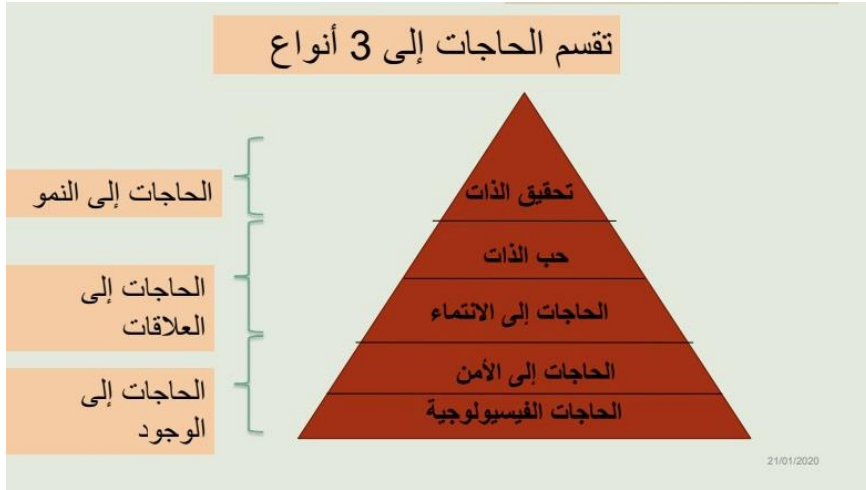 تقسم الحاجات إلى 3 أنواع
تحقيق الذات
حب الذات
الحاجات إلى الانتماء
الحاجات إلى الأمن
الحاجات الفيسيولوجية
الحاجات إلى النمو
الحاجات إلى
العلاقات
الحاجات إلى
الوجود
21/01/2020